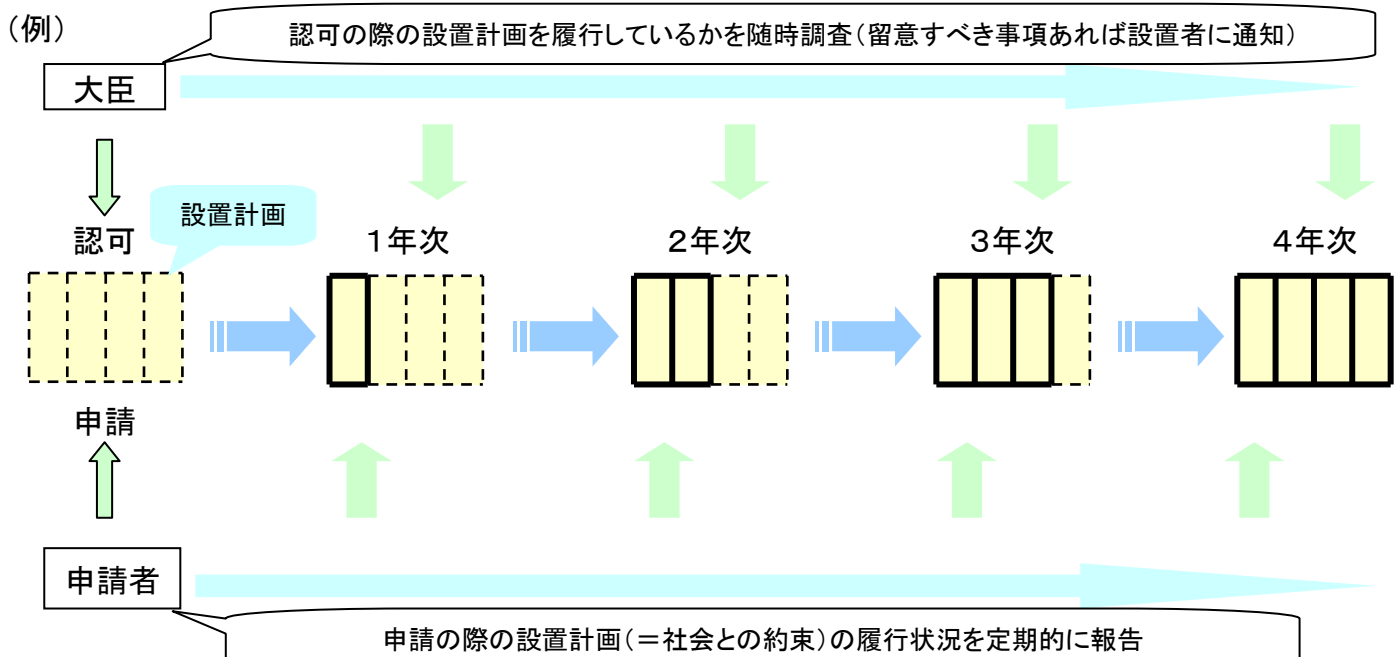 （例）
認可の際の設置計画を履行しているかを随時調査（留意すべき事項あれば設置者に通知）
大臣
設置計画
認可
１年次
２年次
３年次
４年次
申請
申請者
申請の際の設置計画（＝社会との約束）の履行状況を定期的に報告